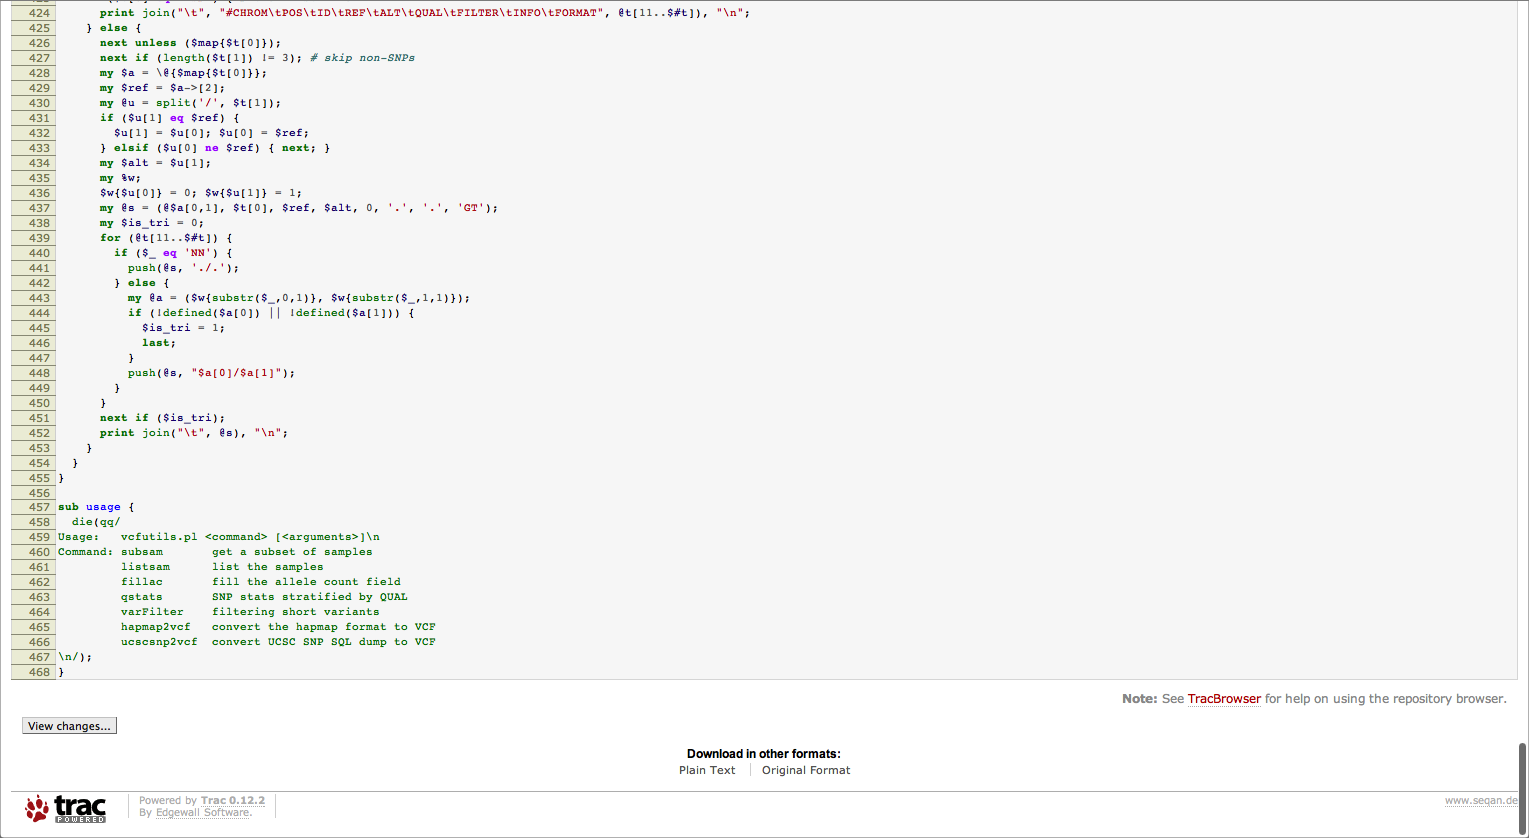 424 print join("\t", "#CHROM\tPOS\tID\tREF\tALT\tQUAL\tFILTER\tINFO\tFORMAT", @t[11..$#t]), "\n";
425 } else {
426 next unless ($map{$t[0]});
427 next if (length($t[1]) != 3); # skip non-SNPs
428 my $a = \@{$map{$t[0]}};
429 my $ref = $a->[2];
430 my @u = split('/', $t[1]);
431 if ($u[1] eq $ref) {
432 $u[1] = $u[0]; $u[0] = $ref;
433 } elsif ($u[0] ne $ref) { next; }
434 my $alt = $u[1];
435 my %w;
436 $w{$u[0]} = 0; $w{$u[1]} = 1;
437 my @s = (@$a[0,1], $t[0], $ref, $alt, 0, '.', '.', 'GT');
438 my $is_tri = 0;
439 for (@t[11..$#t]) {
440 if ($_ eq 'NN') {
441 push(@s, './.');
442 } else {
443 my @a = ($w{substr($_,0,1)}, $w{substr($_,1,1)});
444 if (!defined($a[0]) || !defined($a[1])) {
445 $is_tri = 1;
446 last;
447 }
448 push(@s, "$a[0]/$a[1]");
449 }
450 }
451 next if ($is_tri);
452 print join("\t", @s), "\n";
453 }
454 }
455 }
456
457 sub usage {
458 die(qq/
459 Usage: vcfutils.pl <command> [<arguments>]\n
460 Command: subsam get a subset of samples
461 listsam list the samples
462 fillac fill the allele count field
463 qstats SNP stats stratified by QUAL
464 varFilter filtering short variants
465 hapmap2vcf convert the hapmap format to VCF
466 ucscsnp2vcf convert UCSC SNP SQL dump to VCF
467 \n/);
468 }
Note: See TracBrowser for help on using the repository browser.
View changes...
Download in other formats:
Plain Text Original Format
trac POWERED
Powered by Trac 0.12.2
By Edgewall Software.
www.seqan.de